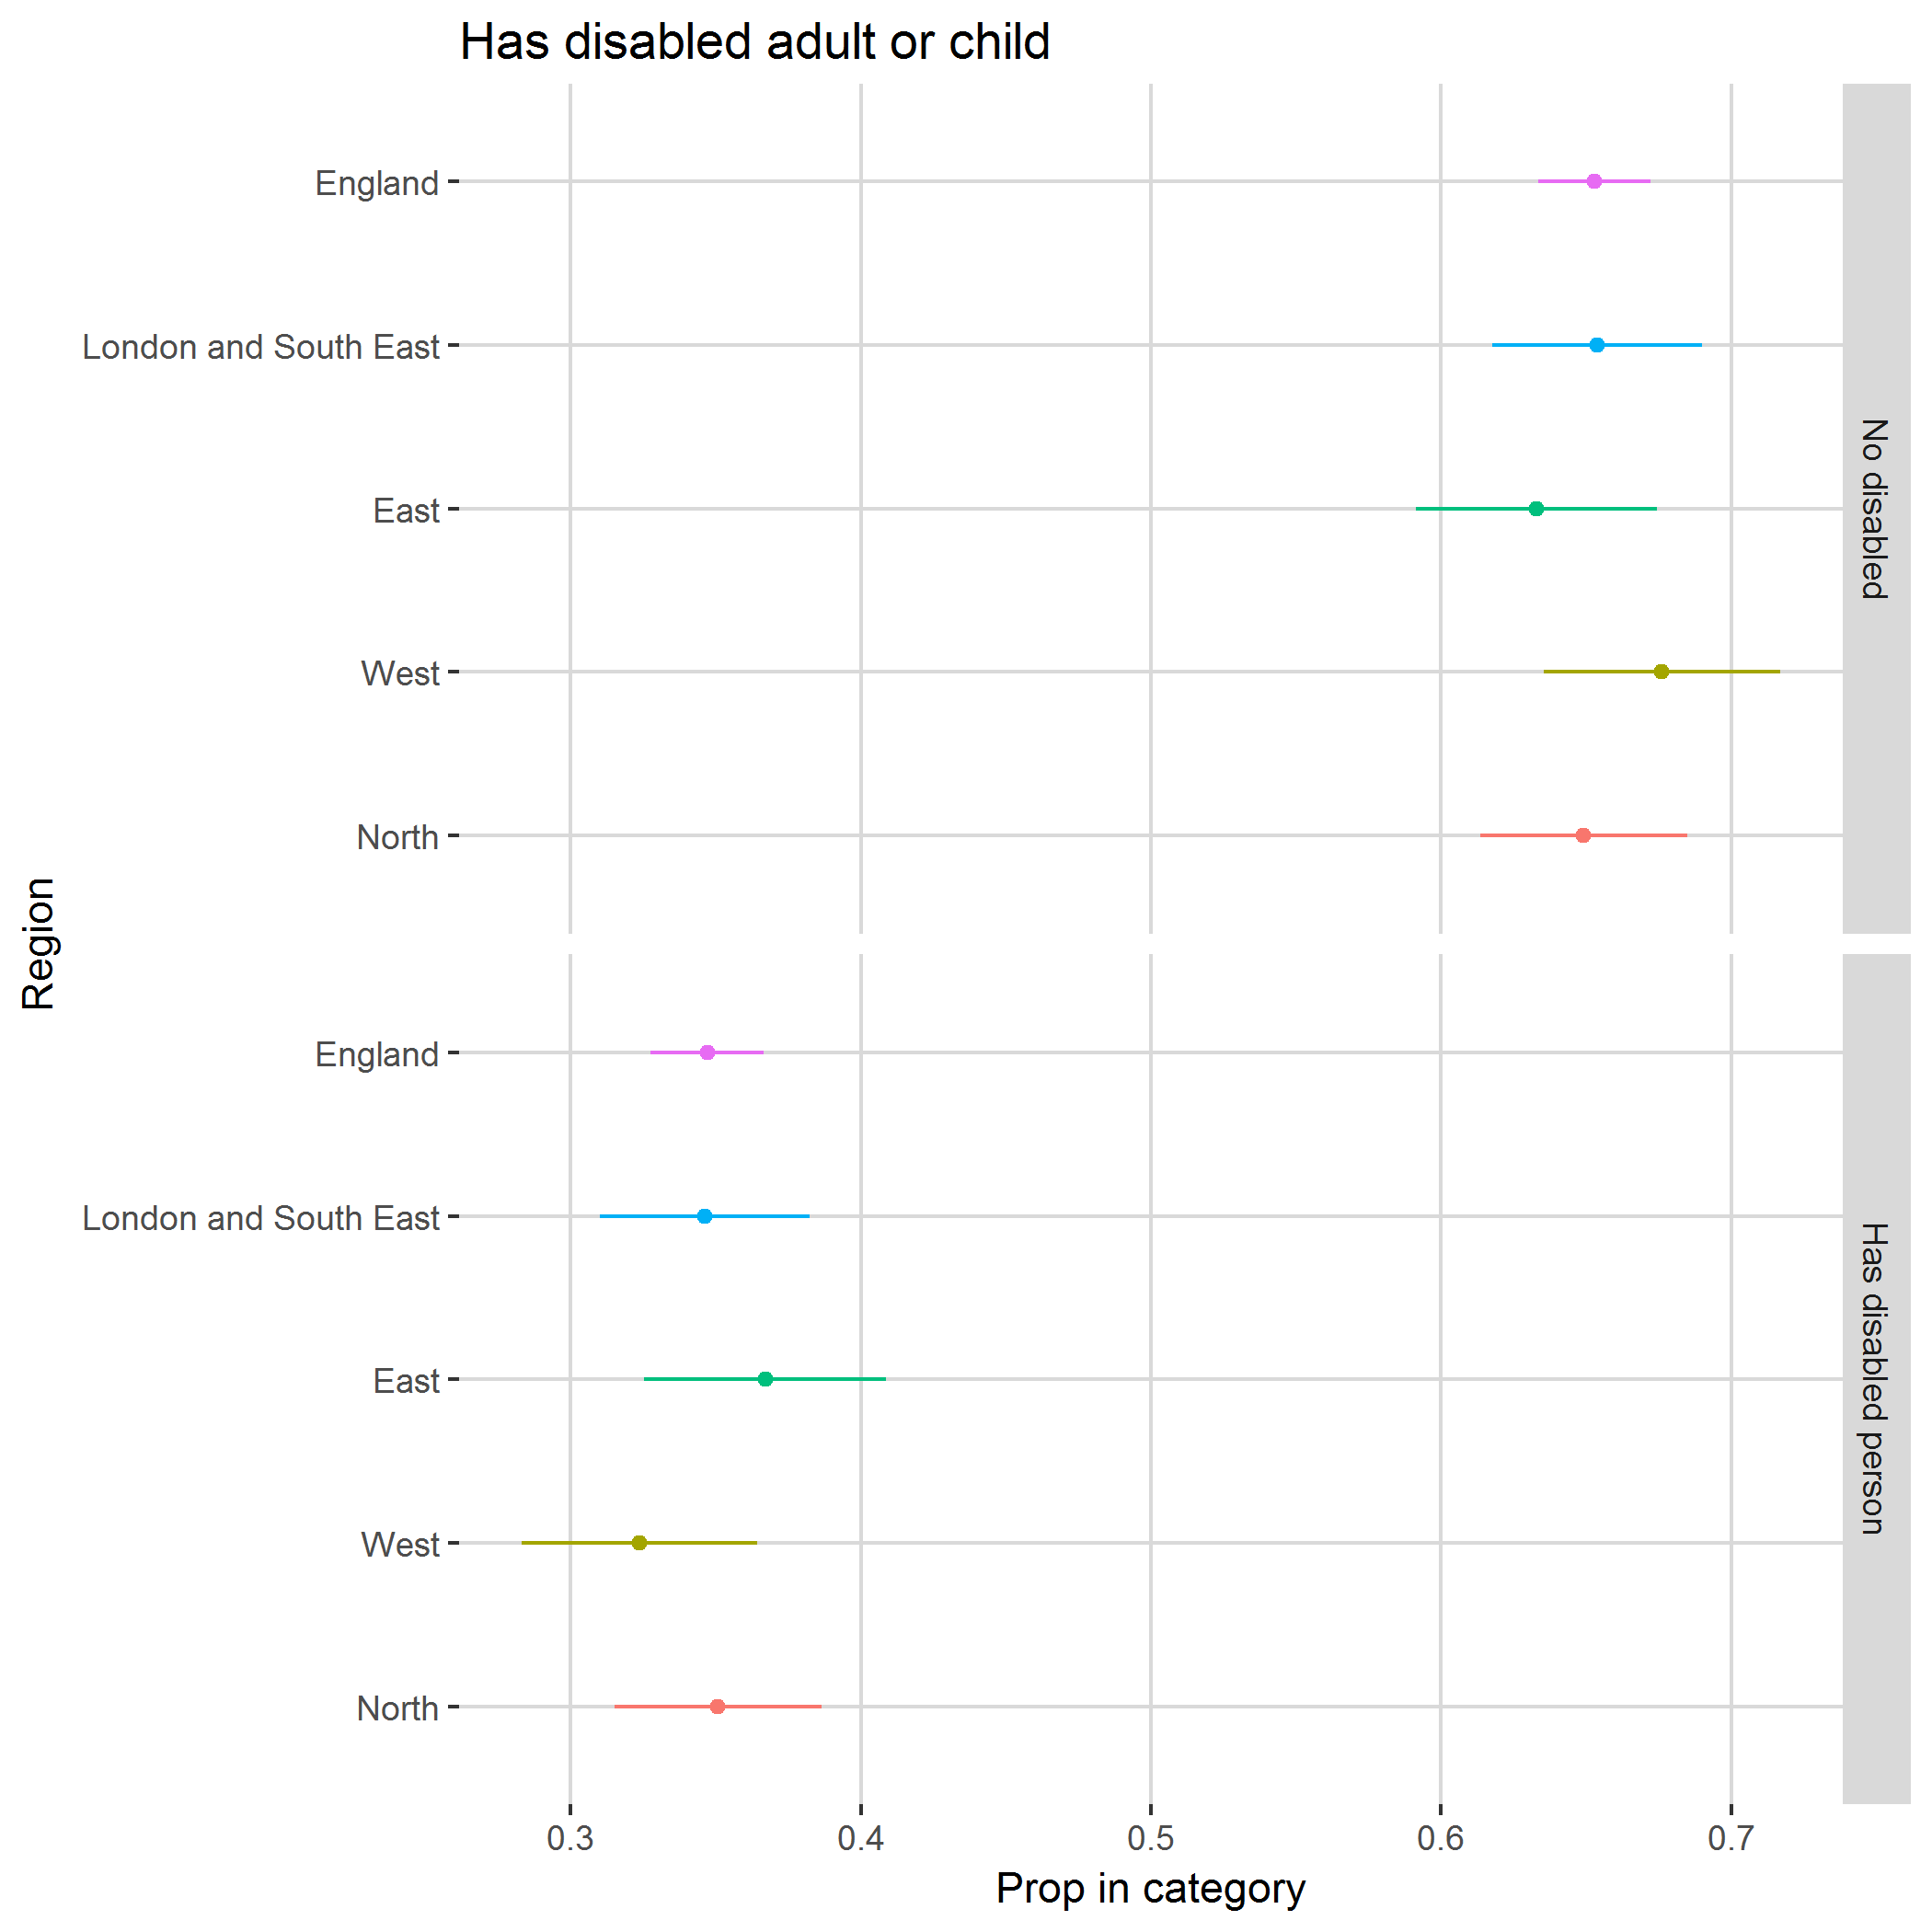 Has disabled adult or child
England
London and South East
East
West
North
No disabled
Region
England
London and South East
East
West
North
Has disabled person
0.3 0.4 0.5 0.6 0.7
Prop in category